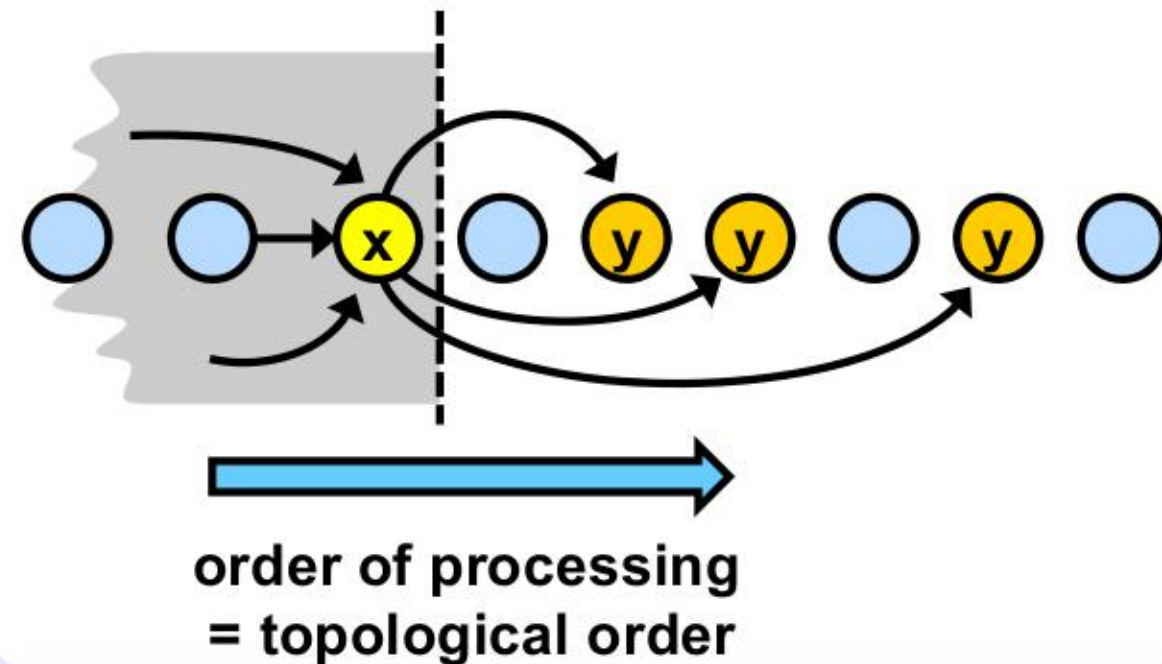 x y y y
order of processing
= topological order